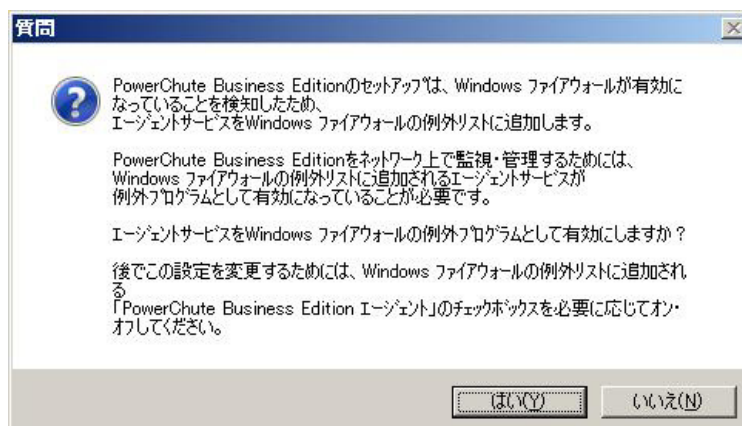 質問
PowerChute Business Editionのセットアップは、Windows ファイアウォールが有効に
なっていることを検知したため、
エージェントサービスをWindows ファイアウォールの例外リストに追加します。
PowerChute Business Editionをネットワーク上で監視・管理するためには、
Windows ファイアウォールの例外リストに追加されるエージェントサービスが
例外プログラムとして有効になっていることが必要です。
エージェントサービスをWindows ファイアウォールの例外プログラムとして有効にしますか？
後でこの設定を変更するためには、Windows ファイアウォールの例外リストに追加され
る
「PowerChute Business Edition エージェント」のチェックボックスを必要に応じてオン・
オフしてください。
はい(Y) いいえ(N)